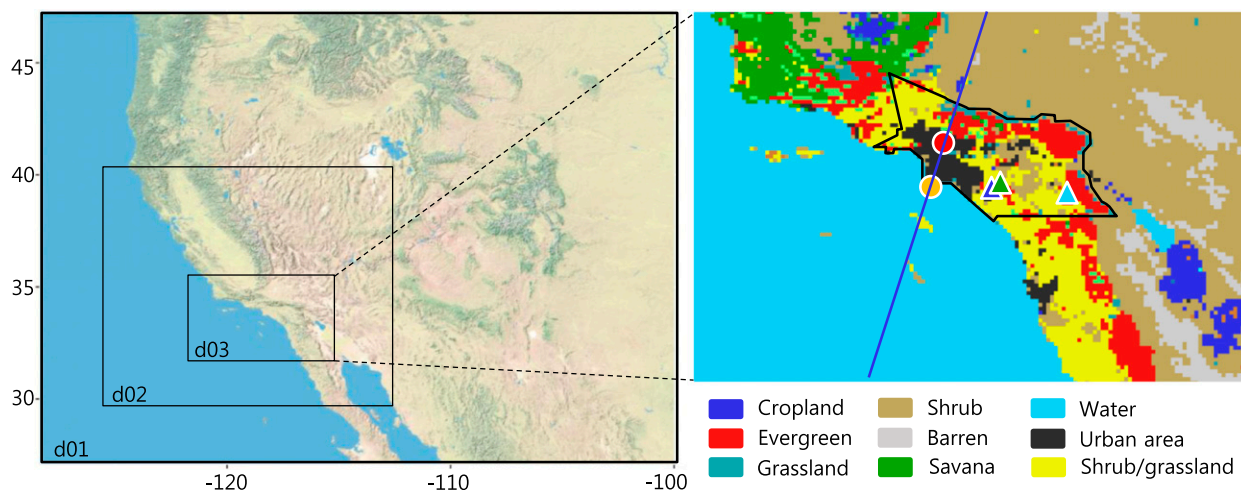 45
40
35
30
d03
d02
d01
-120
-110
-100
Cropland
Shrub
Water
Evergreen
Barren
Urban area
Grassland
Savana
Shrub/grassland